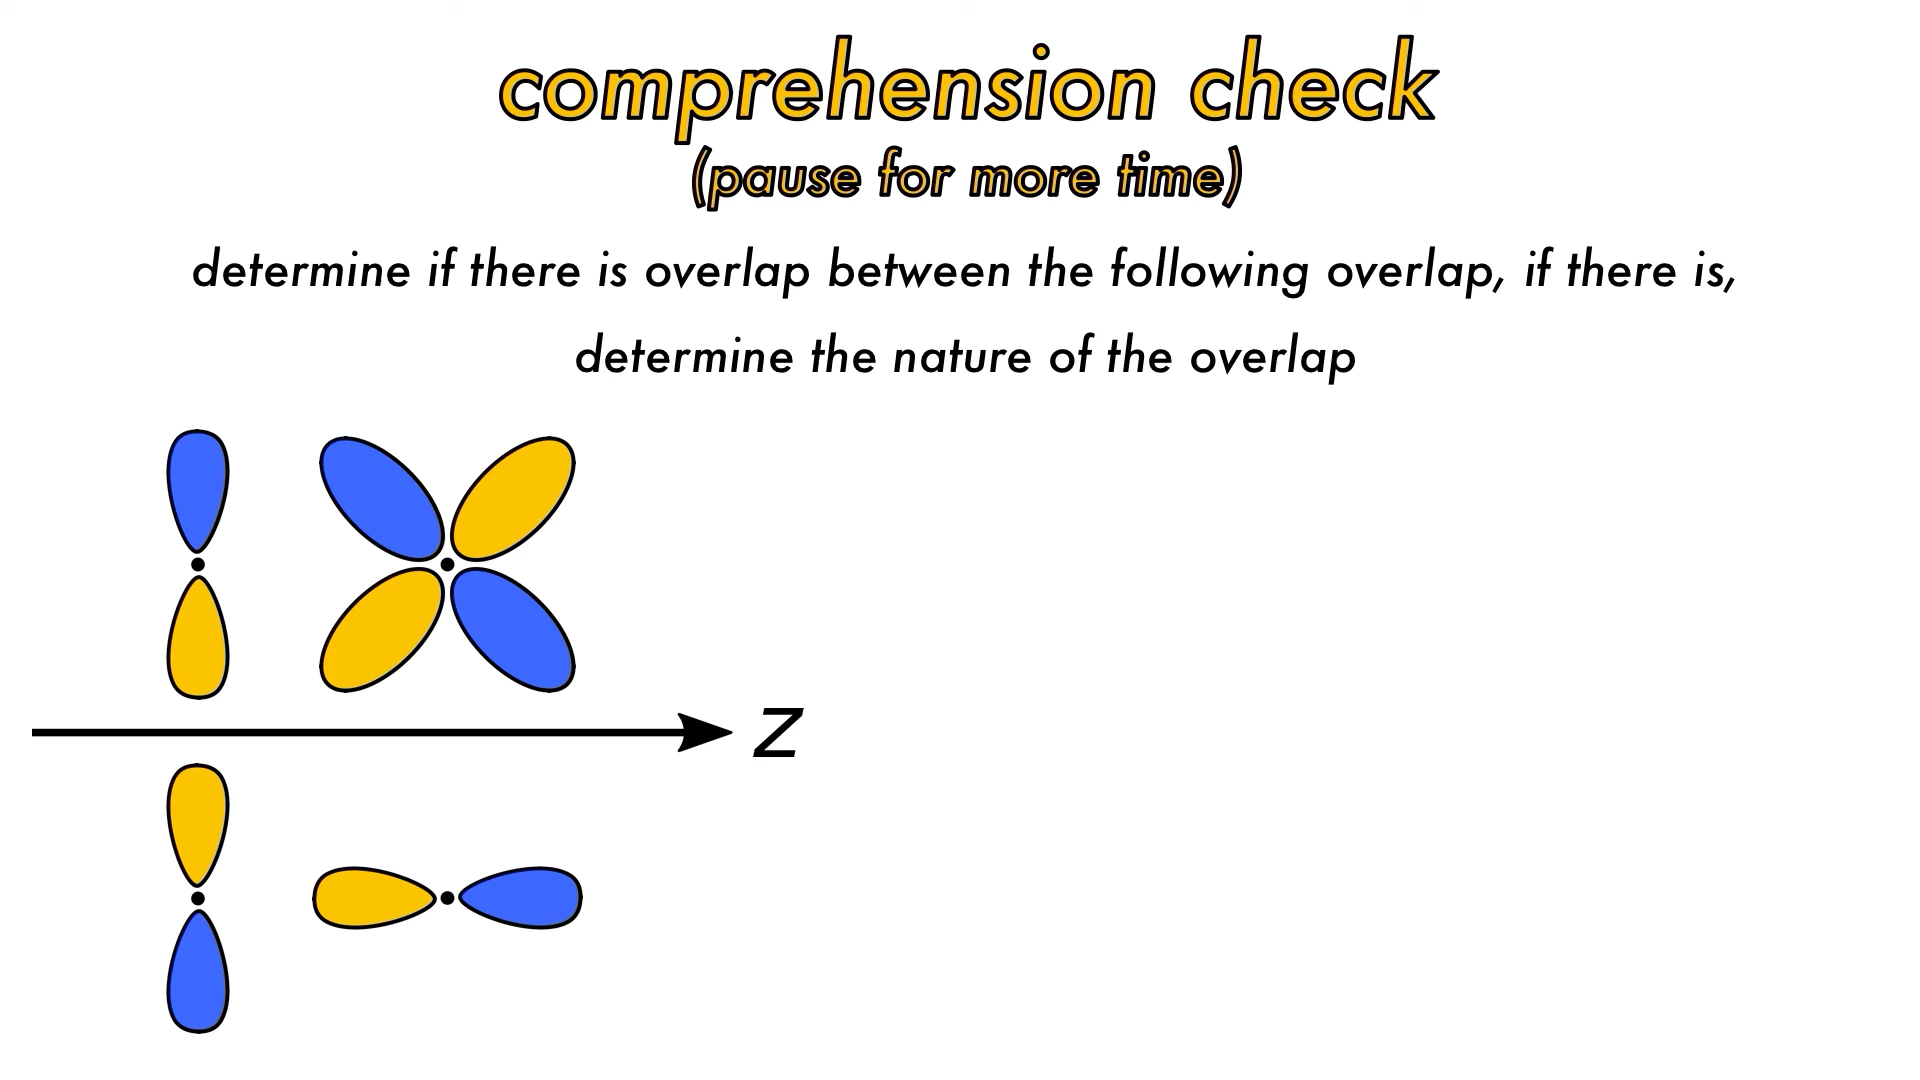 comprehension check
(pause for more time)
determine if there is overlap between the following overlap, if there is,
determine the nature of the overlap
z